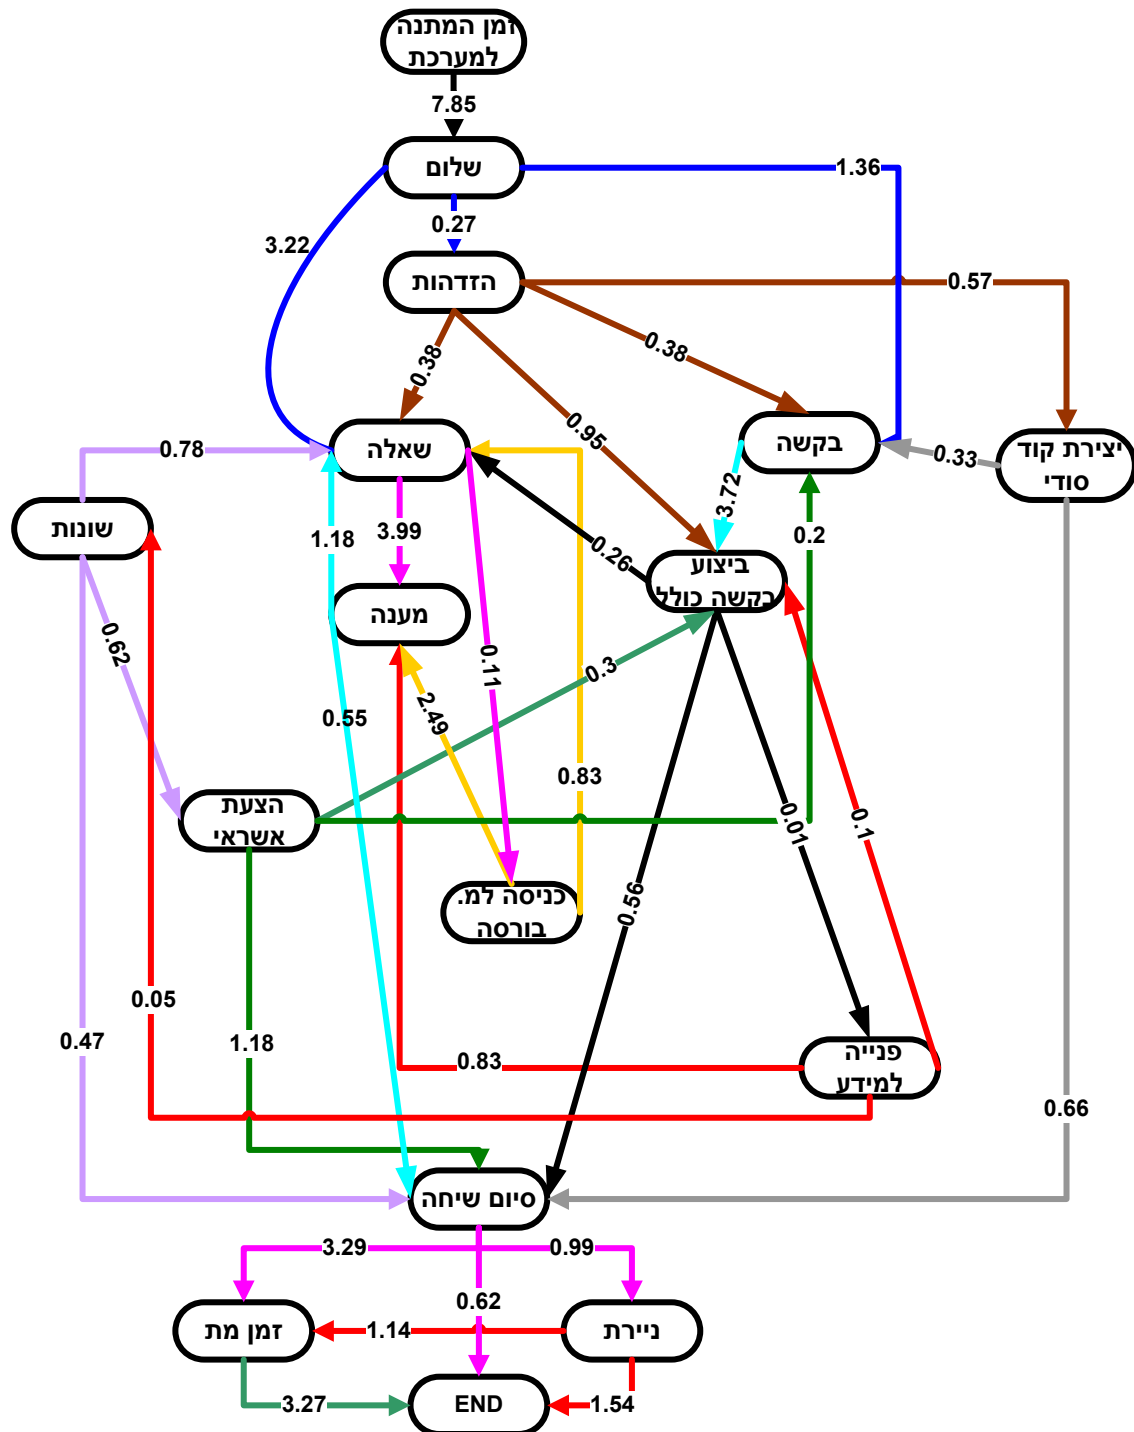 זמן המתנה
למערכת
7.85
שלום
1.36
0.27
3.22
הזדהות
0.57
0.38
0.38
0.95
בקשה
יצירת קוד
סודי
0.33
שאלה
0.78
שונות
3.72
0.2
1.18
3.99
0.26
ביצוע
בקשה כולל
מענה
0.62
0.11
0.3
2.49
0.55
0.83
הצעת
אשראי
0.01
0.1
כניסה למ.
בורסה
0.56
0.05
0.47
1.18
0.83
פנייה
למידע
0.66
סיום שיחה
3.29
0.99
0.62
זמן מת
1.14
ניירת
3.27
END
1.54